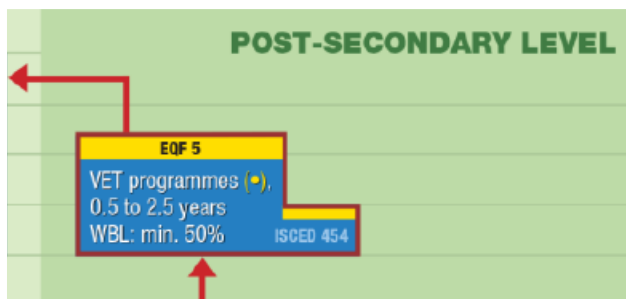 POST-SECONDARY LEVEL
EQF 5
VET programmes (•),
0.5 to 2.5 years
WBL: min. 50% ISCED 454